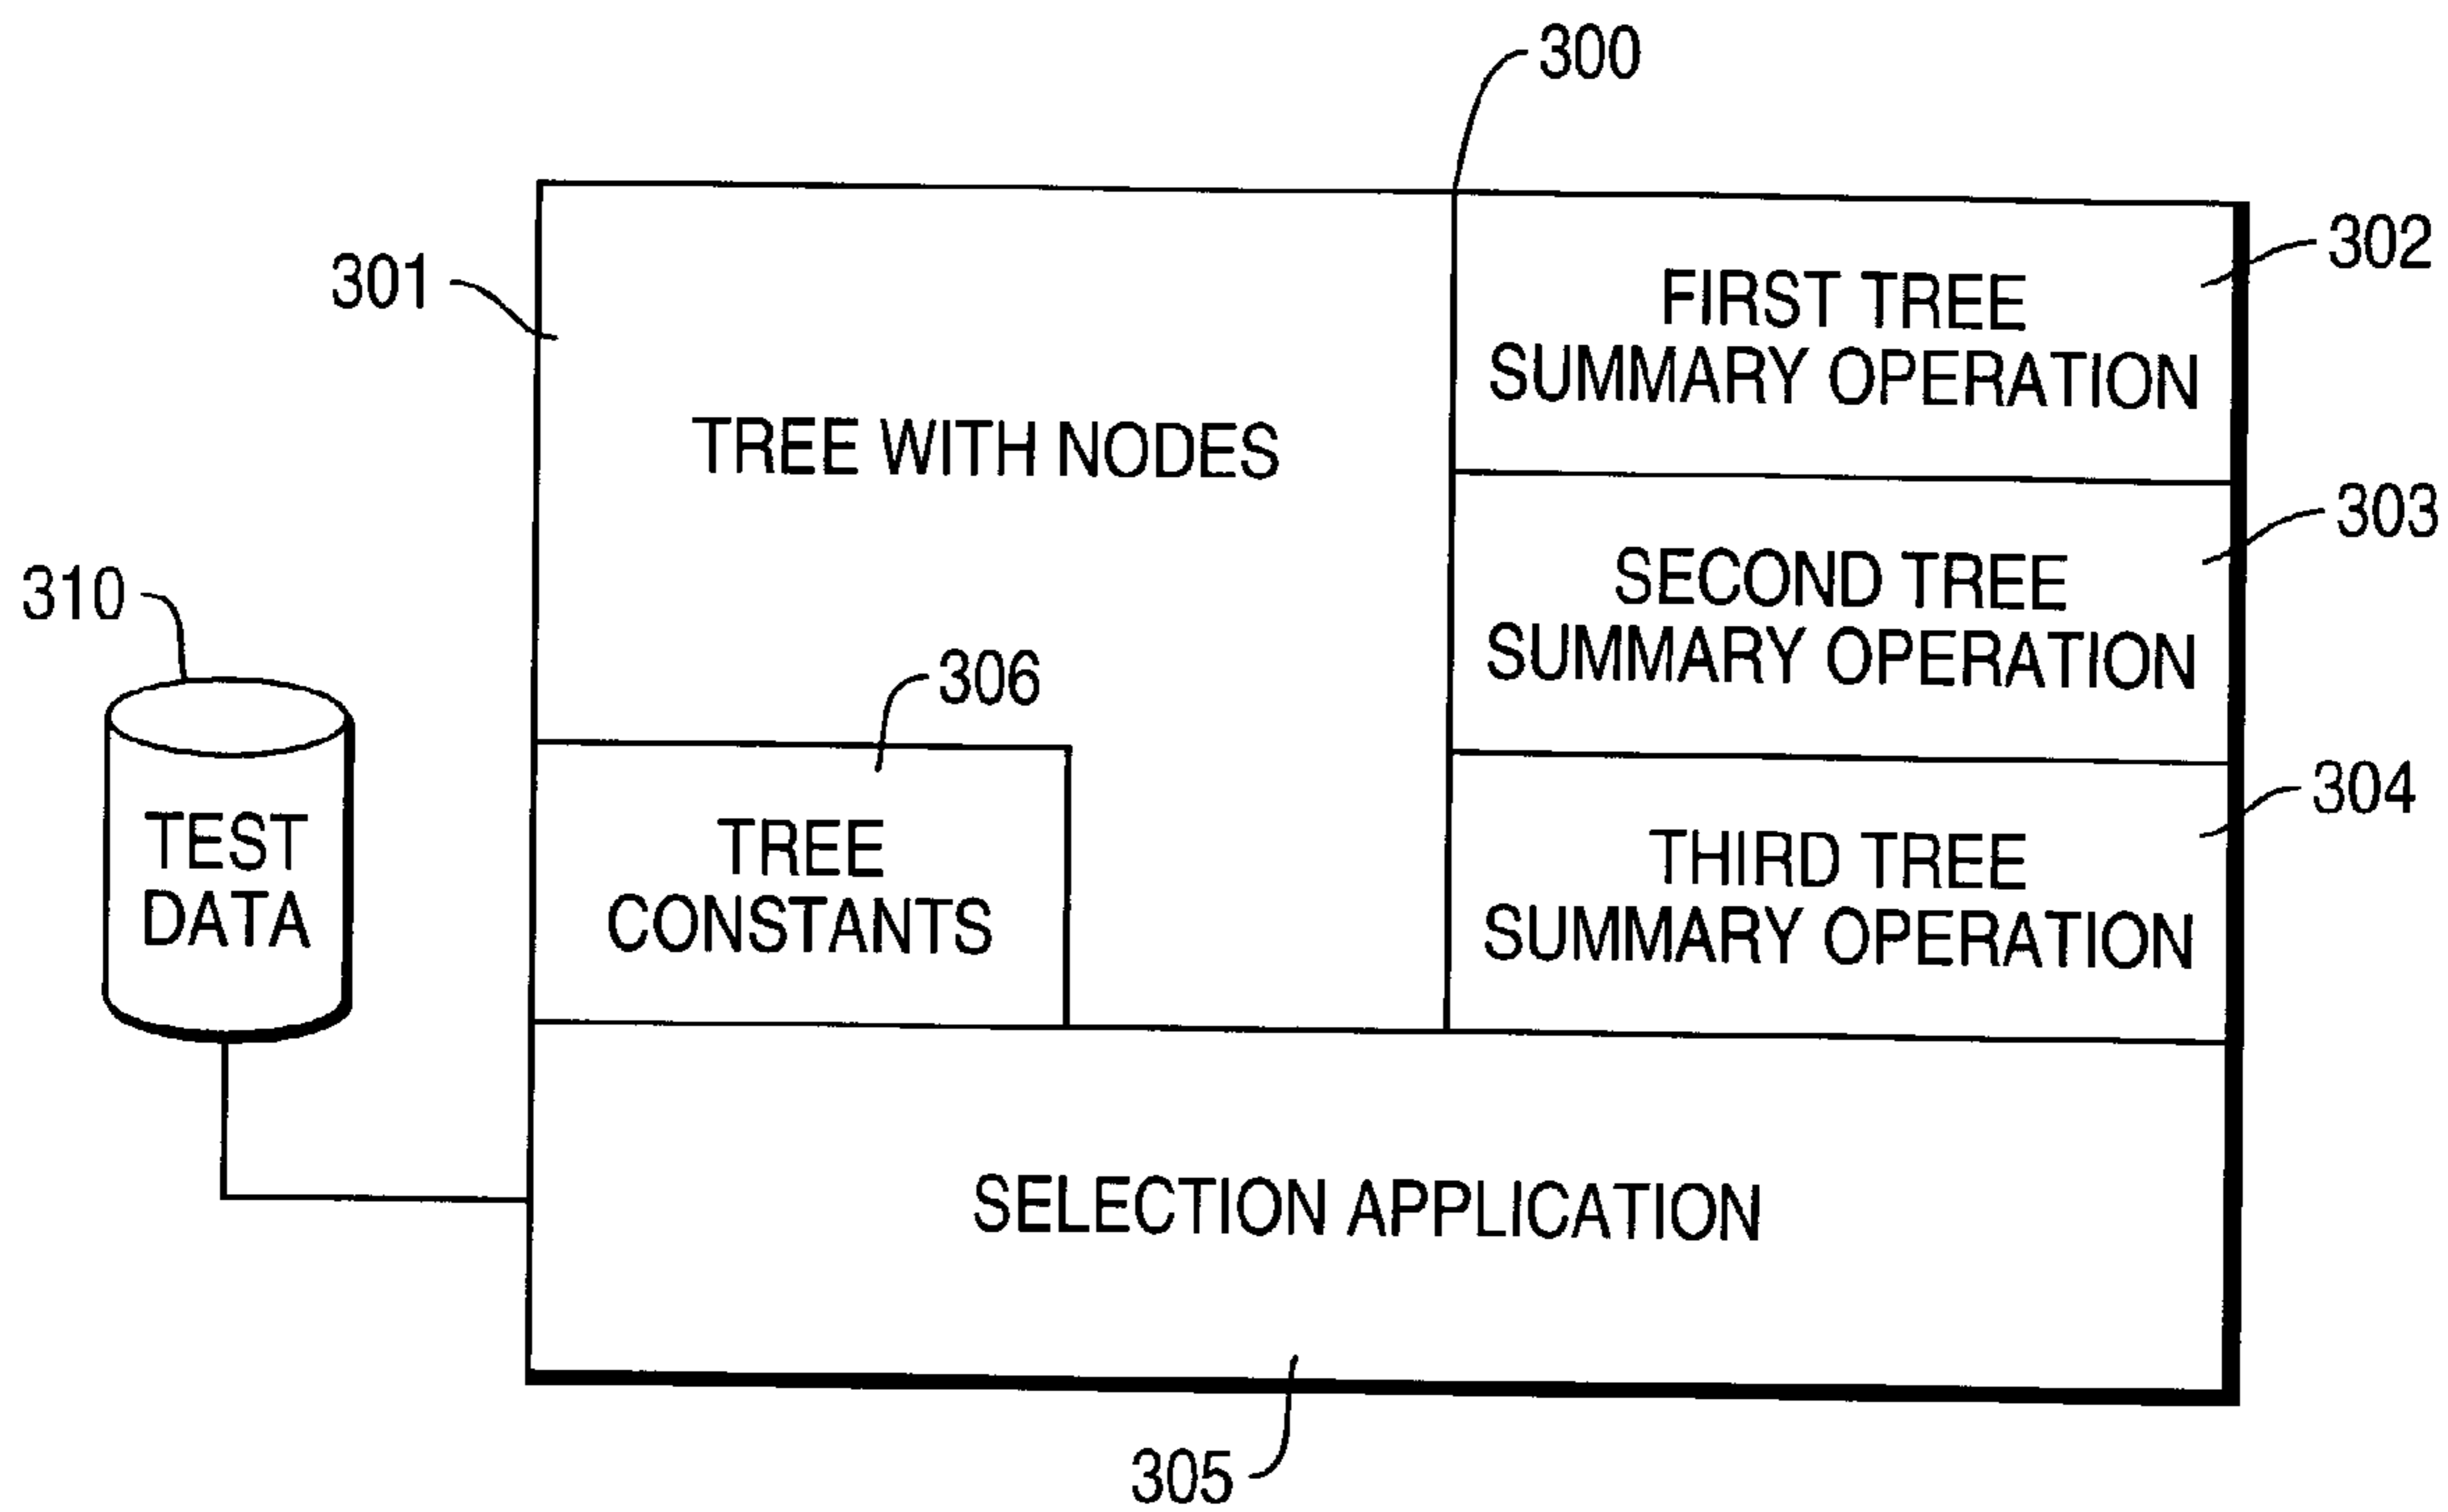 300
301
302
FIRST TREE
SUMMARY OPERATION
TREE WITH NODES
303
SECOND TREE
SUMMARY OPERATION
310
306
304
TEST
DATA
TREE
CONSTANTS
THIRD TREE
SUMMARY OPERATION
SELECTION APPLICATION
305